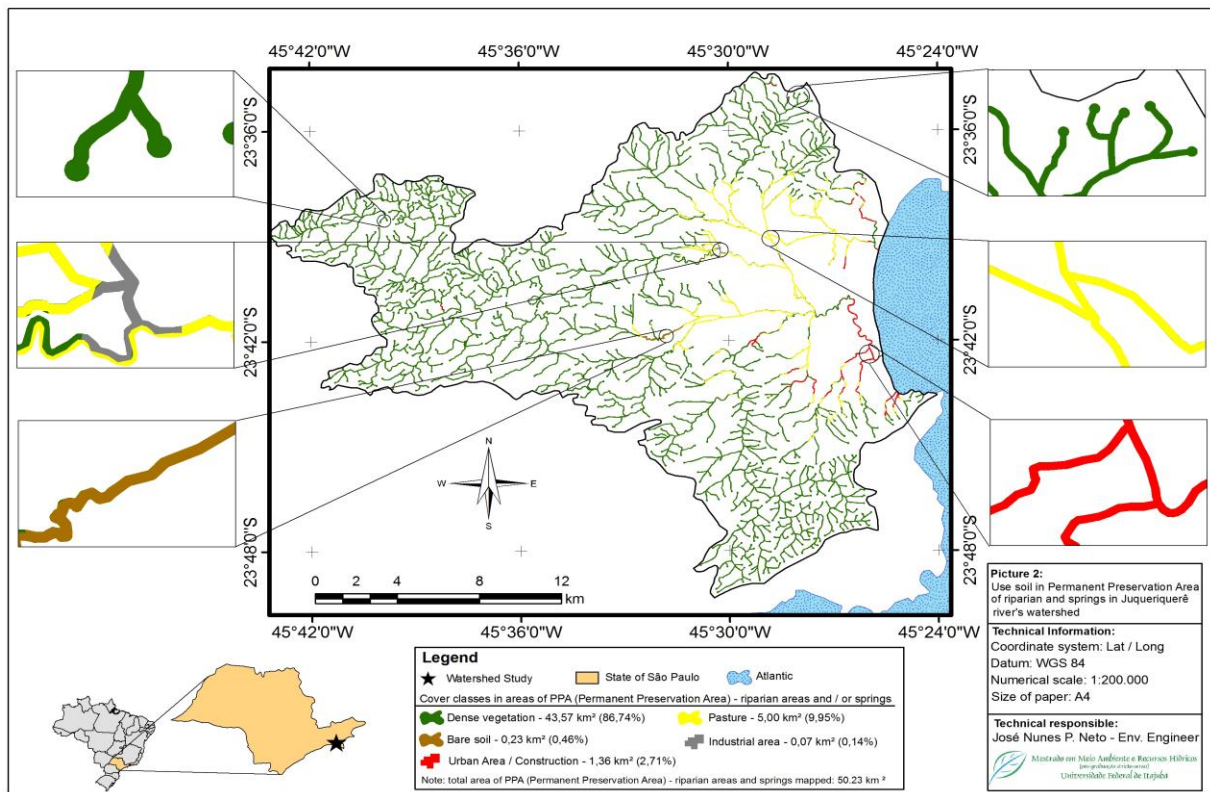 45°42'0"W 45°36'0"W 45°30'0"W 45°24'0"W
23°36'0"S
23°36'0"S
23°42'0"S
23°42'0"S
23°48'0"S
23°48'0"S
N
W E
S
0 2 4 8 12
km
45°42'0"W 45°36'0"W 45°30'0"W 45°24'0"W
Legend
Watershed Study State of São Paulo Atlantic
Cover classes in areas of PPA (Permanent Preservation Area) - riparian areas and / or springs
Dense vegetation - 43,57 km² (86,74%) Pasture - 5,00 km² (9,95%)
Bare soil - 0,23 km² (0,46%) Industrial area - 0,07 km² (0,14%)
Urban Area / Construction - 1,36 km² (2,71%)
Note: total area of PPA (Permanent Preservation Area) - riparian areas and springs mapped: 50.23 km ²
Picture 2:
Use soil in Permanent Preservation Area
of riparian and springs in Juqueriquerê
river's watershed
Technical Information:
Coordinate system: Lat / Long
Datum: WGS 84
Numerical scale: 1:200.000
Size of paper: A4
Technical responsible:
José Nunes P. Neto - Env. Engineer
Mestrado em Meio Ambiente e Recursos Hídricos
Universidade Federal de Itajubá